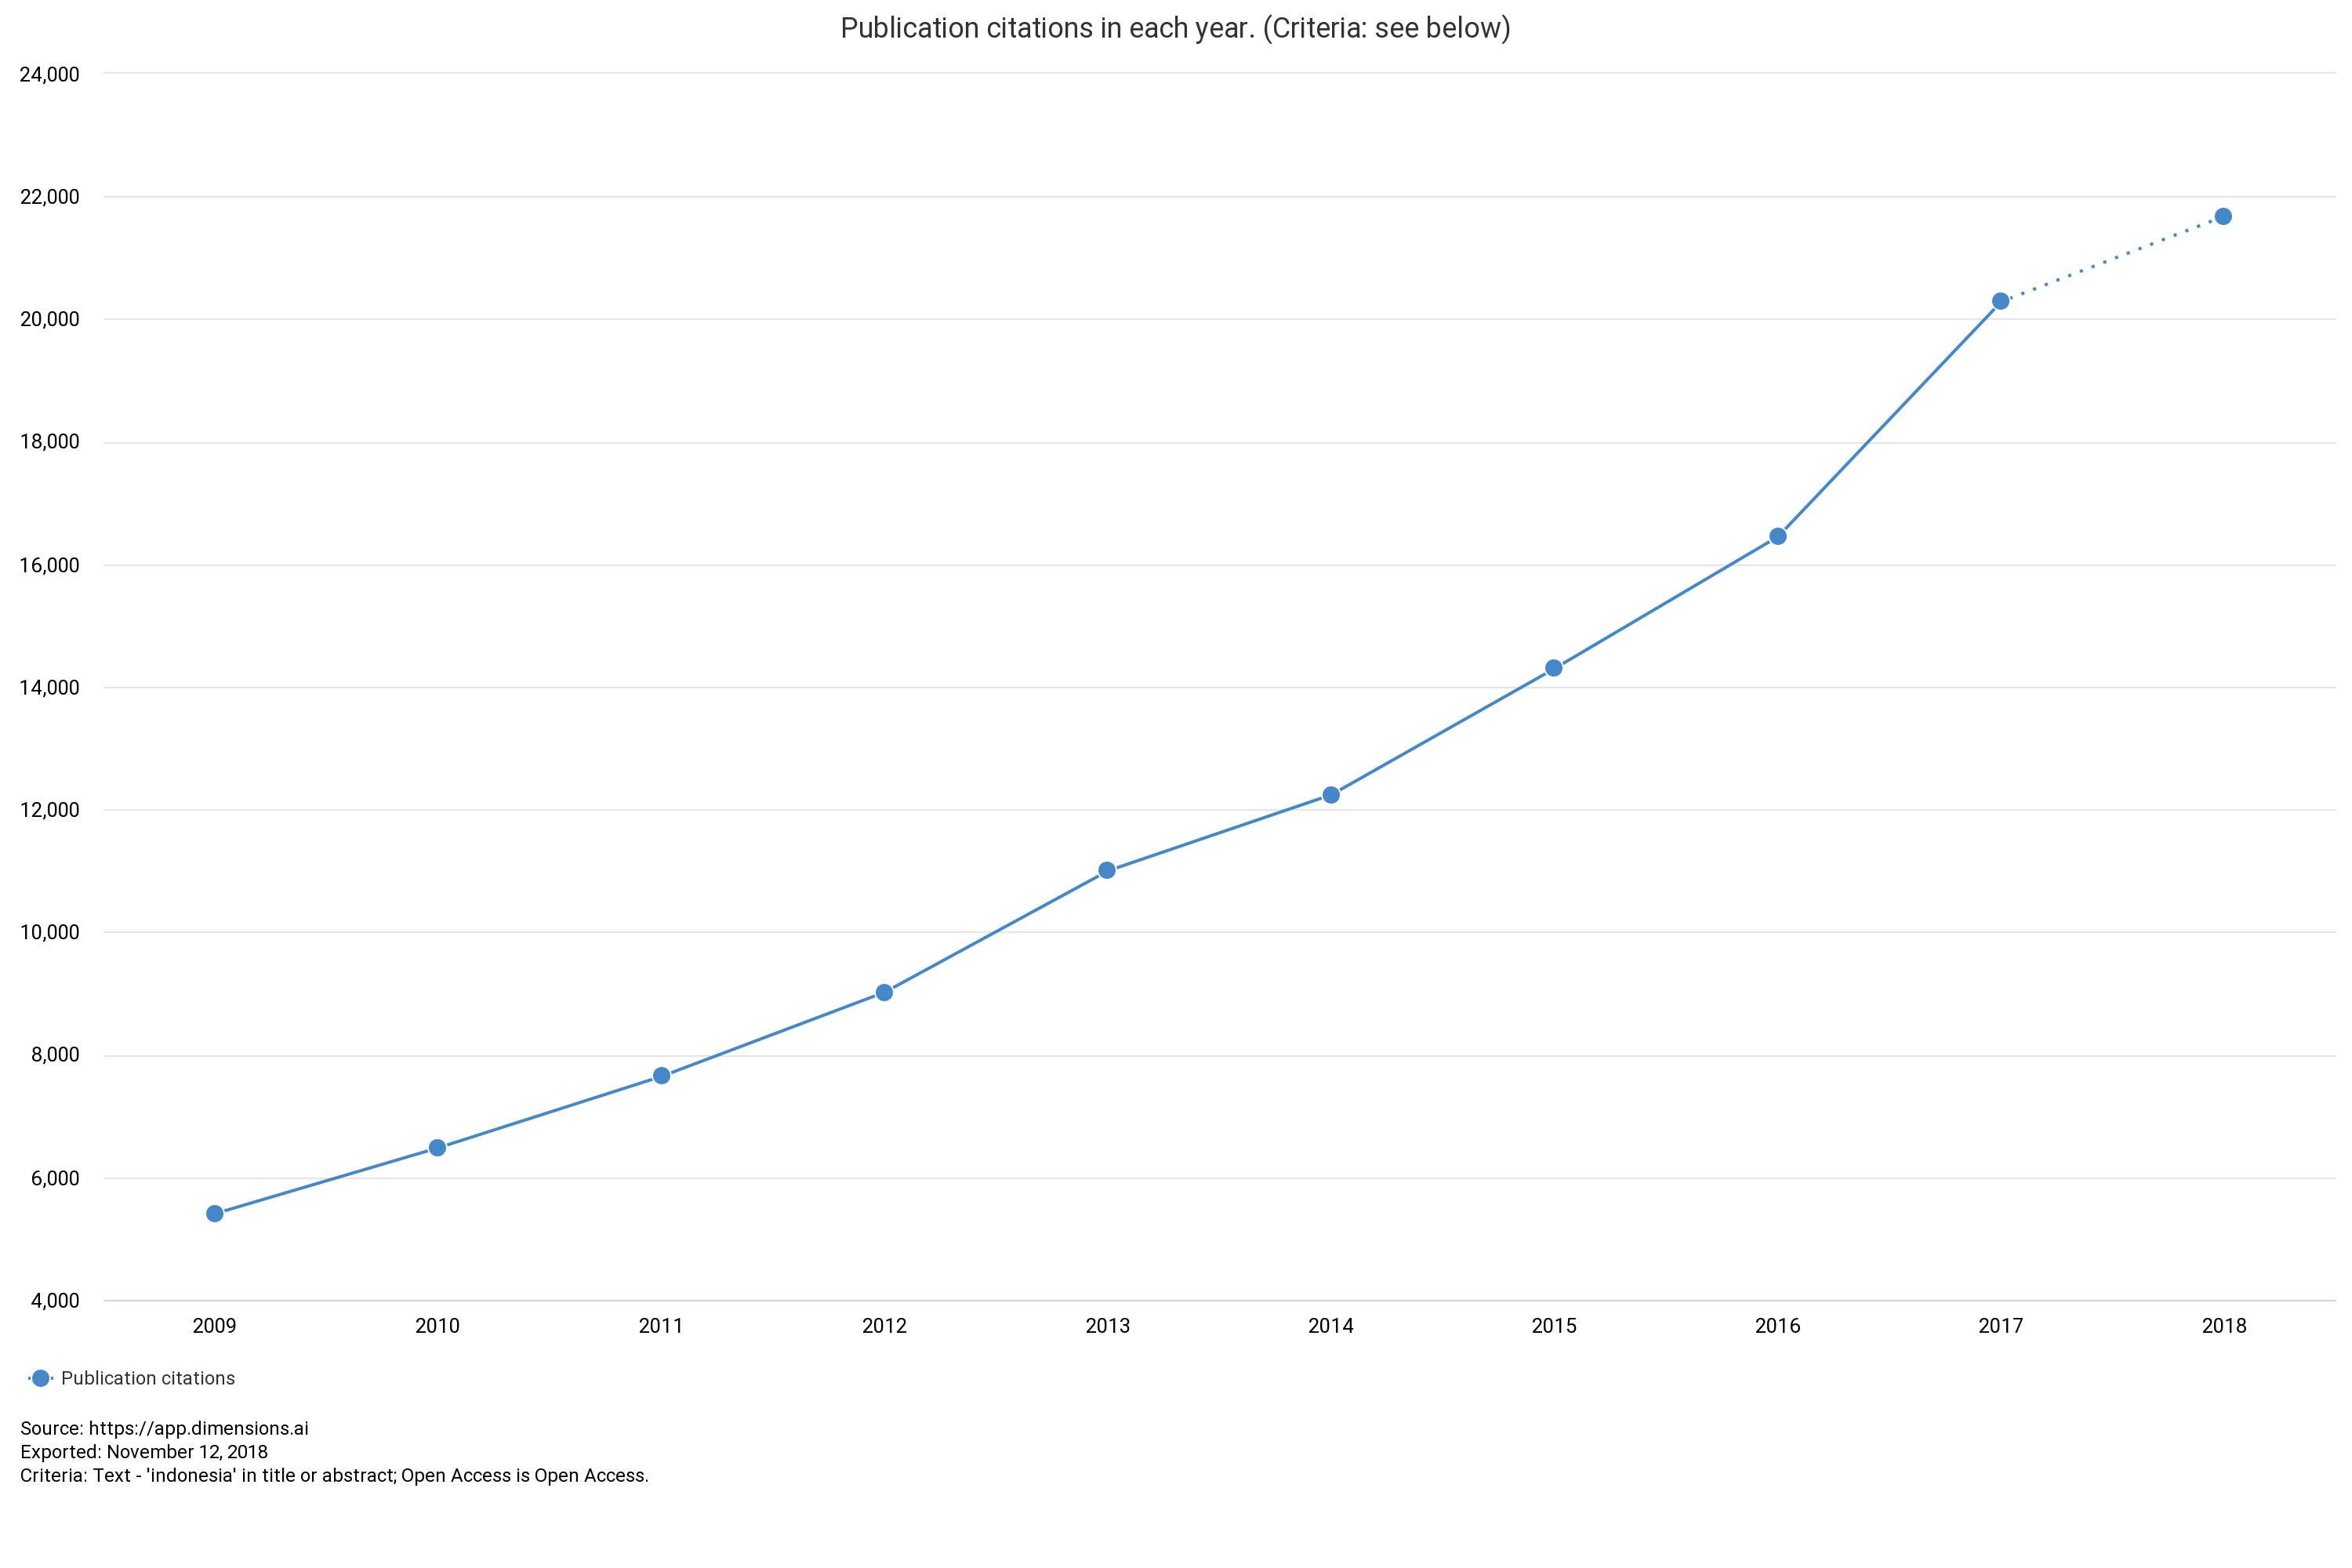 Publication citations in each year. (Criteria: see below)
24,000
22,000
20,000
18,000
16,000
14,000
12,000
10,000
8,000
6,000
4,000
2009 2010 2011 2012 2013 2014 2015 2016 2017 2018
Publication citations
Source: https://app.dimensions.ai
Exported: November 12, 2018
Criteria: Text - 'indonesia' in title or abstract; Open Access is Open Access.